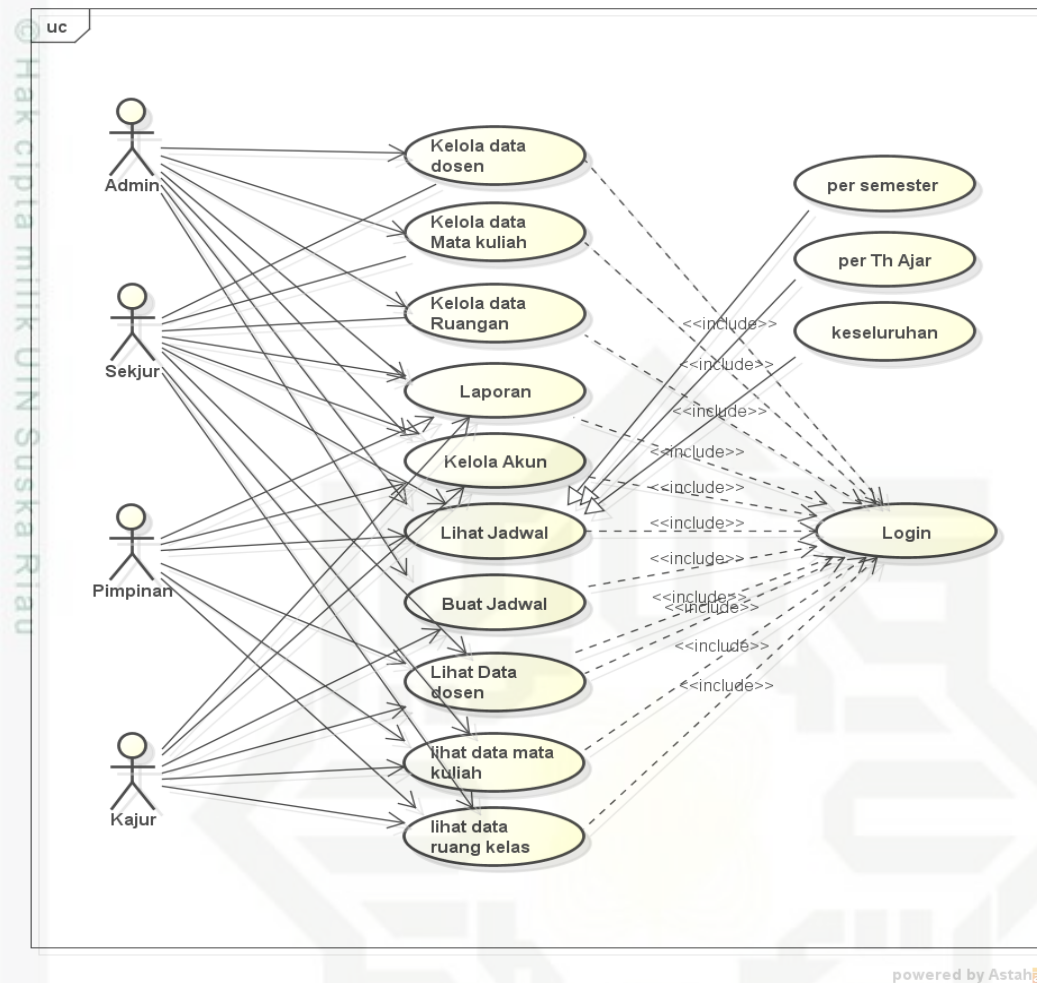 uc
© Hak cipta milik UIN Suska Riau
Admin
Sekjur
Pimpinan
Kajur
Kelola data
dosen
Kelola data
Mata kuliah
Kelola data
Ruangan
Laporan
Kelola Akun
Lihat Jadwal
Buat Jadwal
Lihat Data
dosen
lihat data mata
kuliah
lihat data
ruang kelas
per semester
per Th Ajar
keseluruhan
<<include>>
<<include>>
<<include>>
<<include>>
<<include>>
<<include>>
<<include>>
<<include>>
<<include>>
<<include>>
<<include>>
Login
powered by Astah